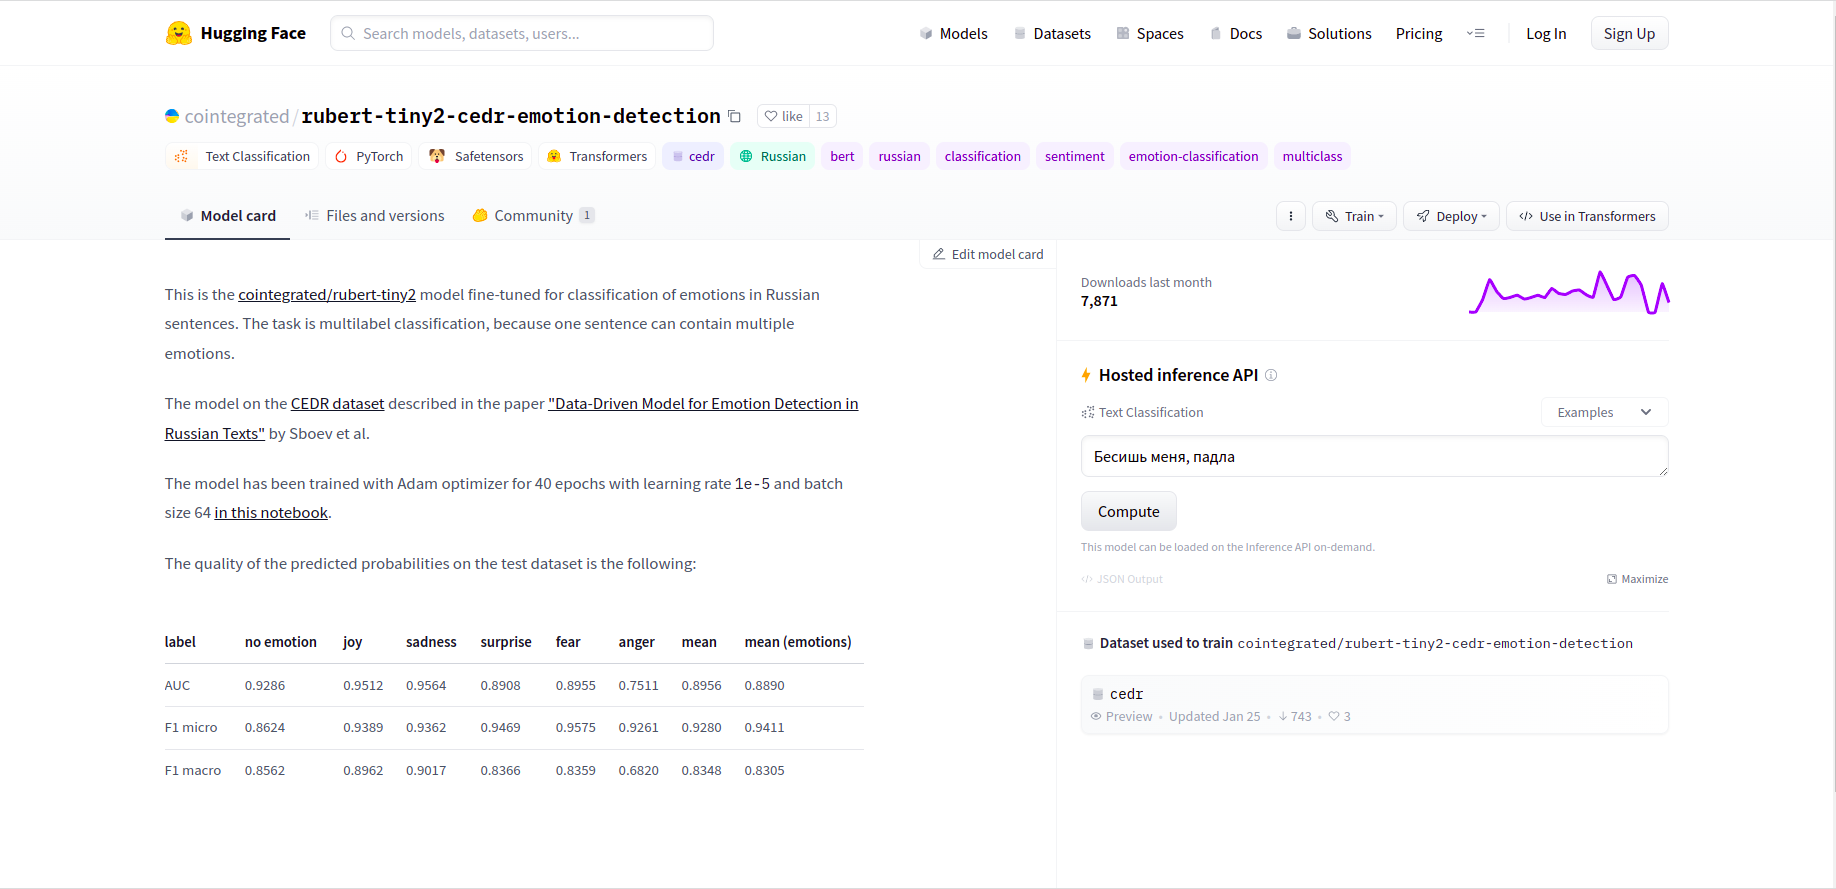 Hugging Face
Search models, datasets, users...
Models
Datasets
Spaces
Docs
Solutions
Pricing
Log In
Sign Up
cointegrated/rubert-tiny2-cedr-emotion-detection
like 13
Text Classification
PyTorch
Safetensors
Transformers
cedr
Russian
bert
russian
classification
sentiment
emotion-classification
multiclass
Model card
Files and versions
Community 1
Train
Deploy
</> Use in Transformers
Edit model card
This is the cointegrated/rubert-tiny2 model fine-tuned for classification of emotions in Russian
sentences. The task is multilabel classification, because one sentence can contain multiple
emotions.
The model on the CEDR dataset described in the paper "Data-Driven Model for Emotion Detection in
Russian Texts" by Sboev et al.
The model has been trained with Adam optimizer for 40 epochs with learning rate 1e-5 and batch
size 64 in this notebook.
The quality of the predicted probabilities on the test dataset is the following:
label no emotion joy sadness surprise fear anger mean mean (emotions)
AUC 0.9286 0.9512 0.9564 0.8908 0.8955 0.7511 0.8956 0.8890
F1 micro 0.8624 0.9389 0.9362 0.9469 0.9575 0.9261 0.9280 0.9411
F1 macro 0.8562 0.8962 0.9017 0.8366 0.8359 0.6820 0.8348 0.8305
Downloads last month
7,871
Hosted inference API
Text Classification
Examples
Бесишь меня, падла
Compute
This model can be loaded on the Inference API on-demand.
</> JSON Output
Maximize
Dataset used to train cointegrated/rubert-tiny2-cedr-emotion-detection
cedr
Preview • Updated Jan 25 • 743 • 3